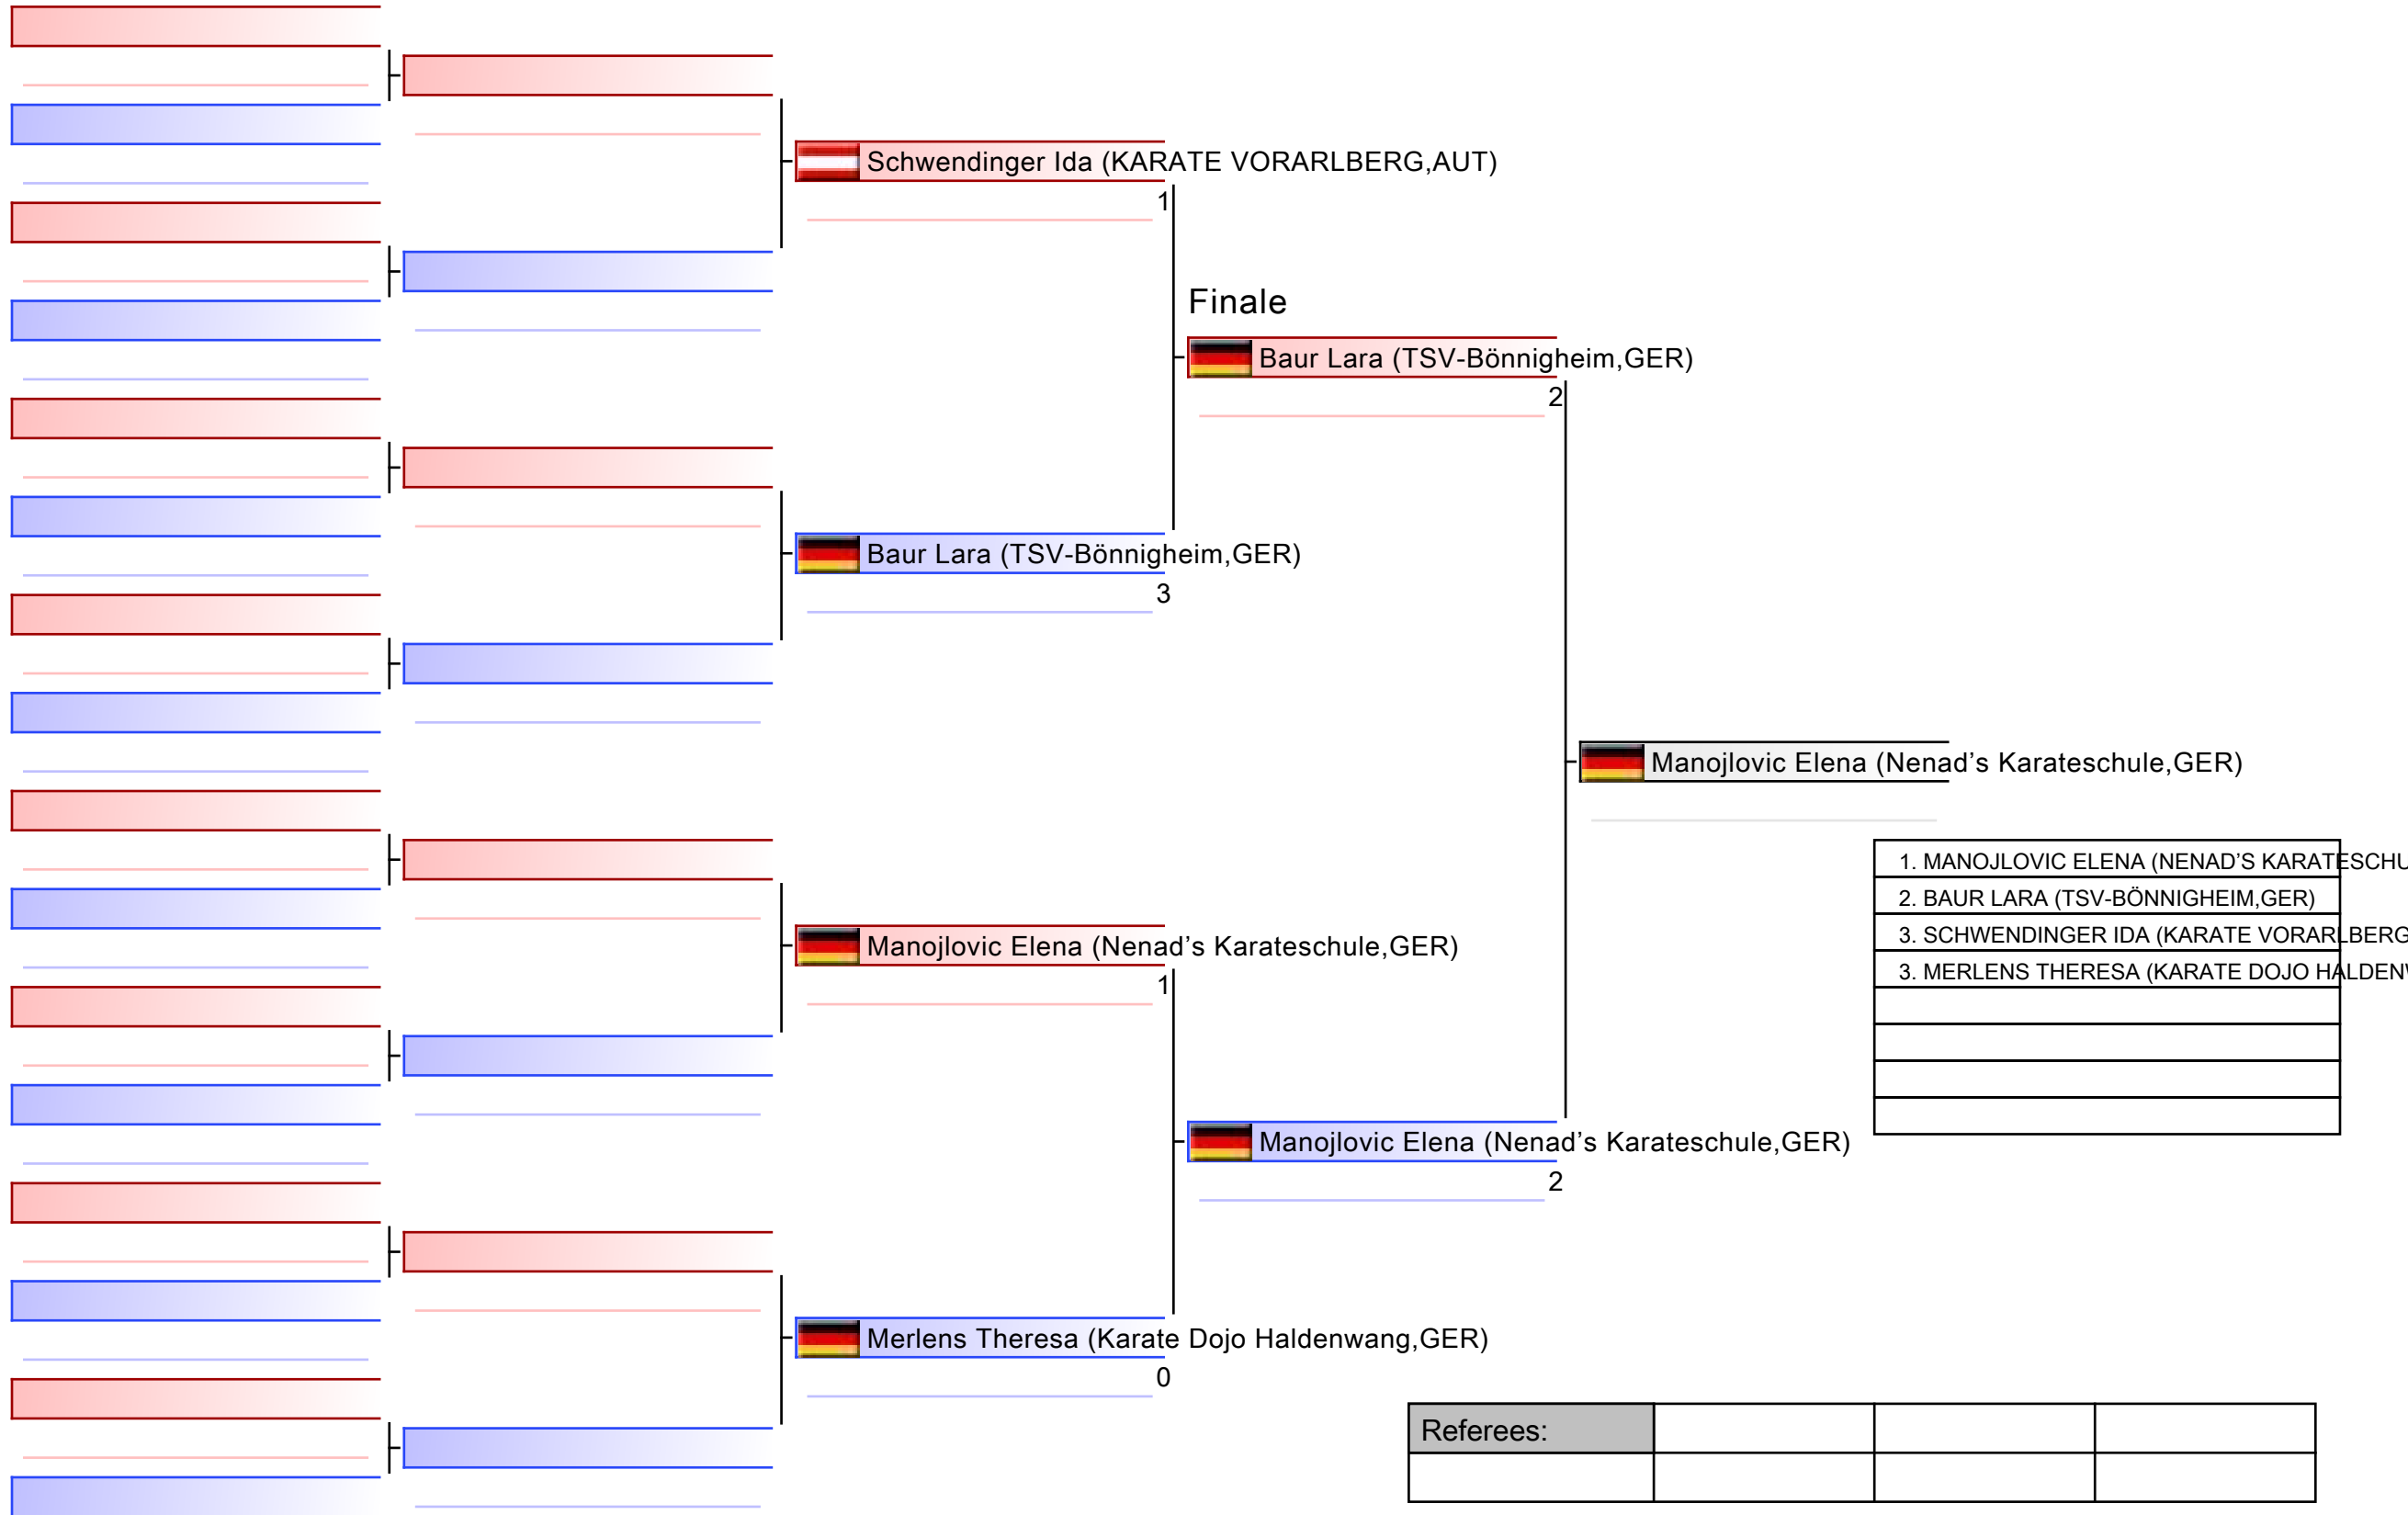 Schwendinger Ida (KARATE VORARLBERG,AUT)
1
Finale
Baur Lara (TSV-Bönnigheim,GER)
2
Baur Lara (TSV-Bönnigheim,GER)
3
Manojlovic Elena (Nenad's Karateschule,GER)
1. MANOJLOVIC ELENA (NENAD'S KARATESCHU
2. BAUR LARA (TSV-BÖNNIGHEIM,GER)
3. SCHWENDINGER IDA (KARATE VORARLBERG
3. MERLENS THERESA (KARATE DOJO HALDENW
Manojlovic Elena (Nenad's Karateschule,GER)
1
Manojlovic Elena (Nenad's Karateschule,GER)
2
Merlens Theresa (Karate Dojo Haldenwang,GER)
0
Referees: